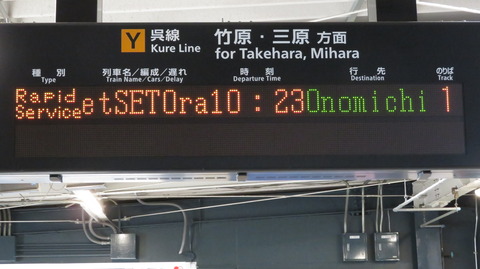 Y 呉線 竹原・三原 方面
Kure Line for Takehara, Mihara
種別 列車名/編成/遅れ 時刻 行先 のりば
Type Train Name/Cars/Delay Departure Time Destination Track
Rapid Service etSETOra 10:23 Onomichi 1